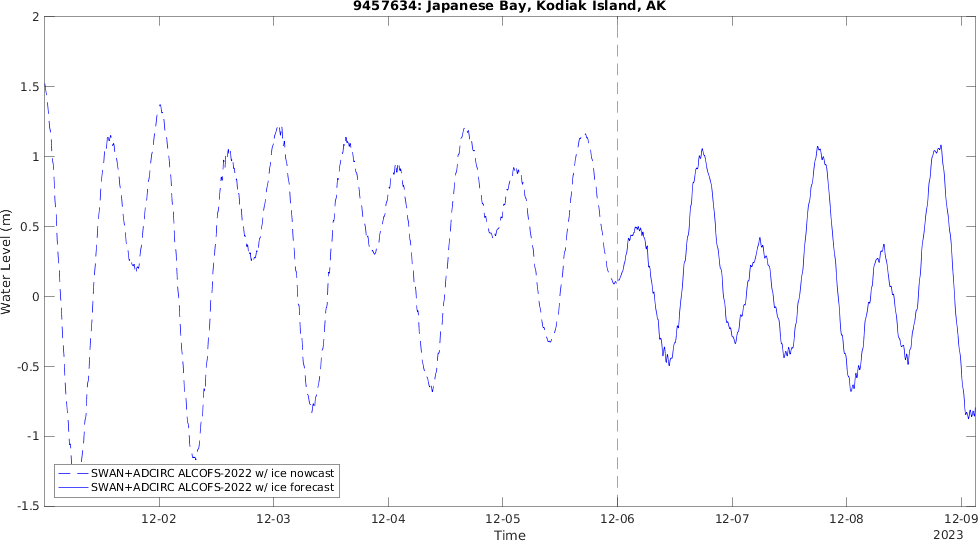 9457634: Japanese Bay, Kodiak Island, AK
Water Level (m)
2
1.5
1
0.5
0
-0.5
-1
-1.5
SWAN+ADCIRC ALCOFS-2022 w/ ice nowcast
SWAN+ADCIRC ALCOFS-2022 w/ ice forecast
12-02 12-03 12-04 12-05 12-06 12-07 12-08 12-09
Time
2023